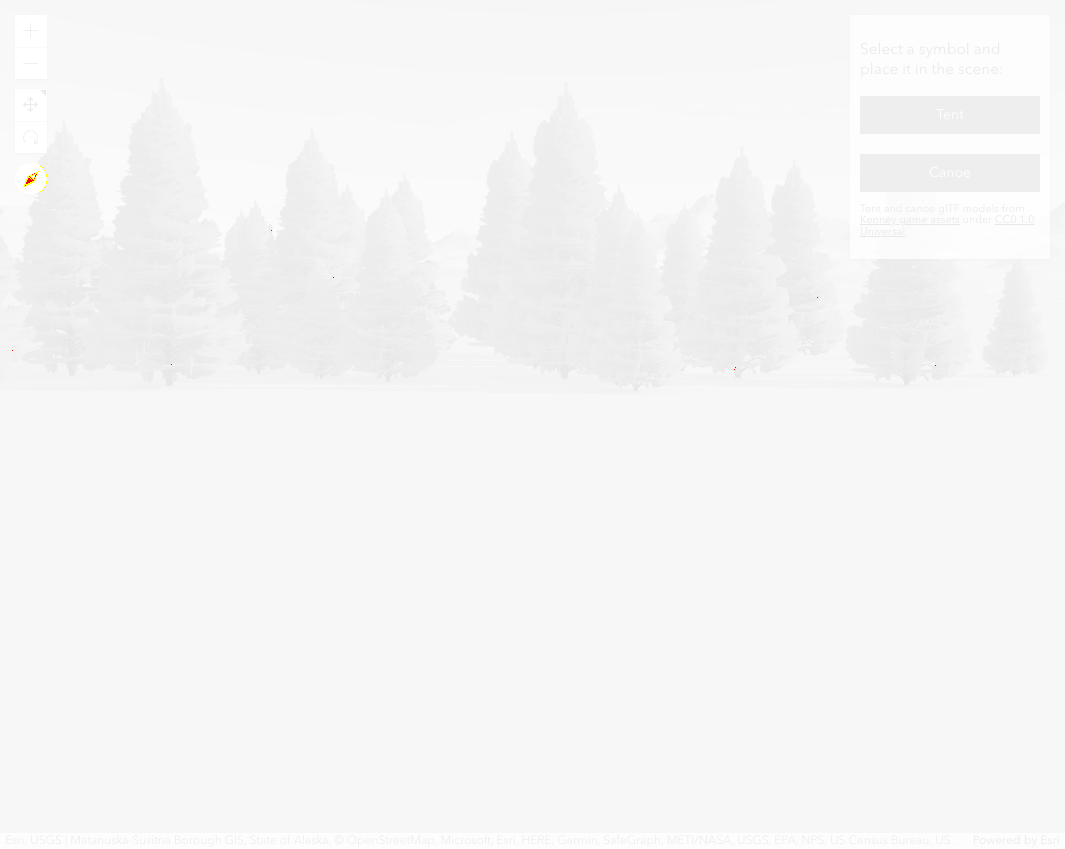 Select a symbol and
place it in the scene:
Tent
Canoe
Tent and canoe glTF models from
Kenney game assets under CC0 1.0
Universal
Esri, USGS | Matanuska-Susitna Borough GIS, State of Alaska, © OpenStreetMap, Microsoft, Esri, HERE, Garmin, SafeGraph, METI/NASA, USGS, EPA, NPS, US Census Bureau, US... Powered by Esri